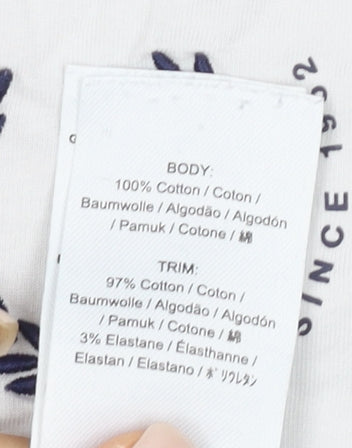 BODY:
100% Cotton / Coton /
Baumwolle / Algodão / Algodón
/ Pamuk / Cotone / 綿
TRIM:
97% Cotton / Coton /
Baumwolle / Algodão / Algodón
/ Pamuk / Cotone / 綿
3% Elastane / Élasthanne /
Elastan / Elastano / ﾎﾟﾘｳﾚﾀﾝ
SINCE 1952